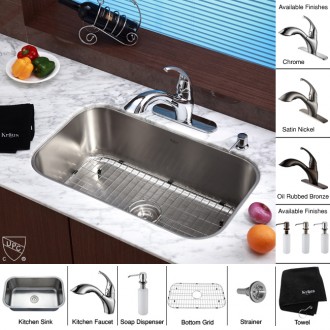 Available Finishes
Chrome
Satin Nickel
Oil Rubbed Bronze
Available Finishes
Kraus
UPC
Kitchen Sink
Kitchen Faucet
Soap Dispenser
Bottom Grid
Strainer
Towel